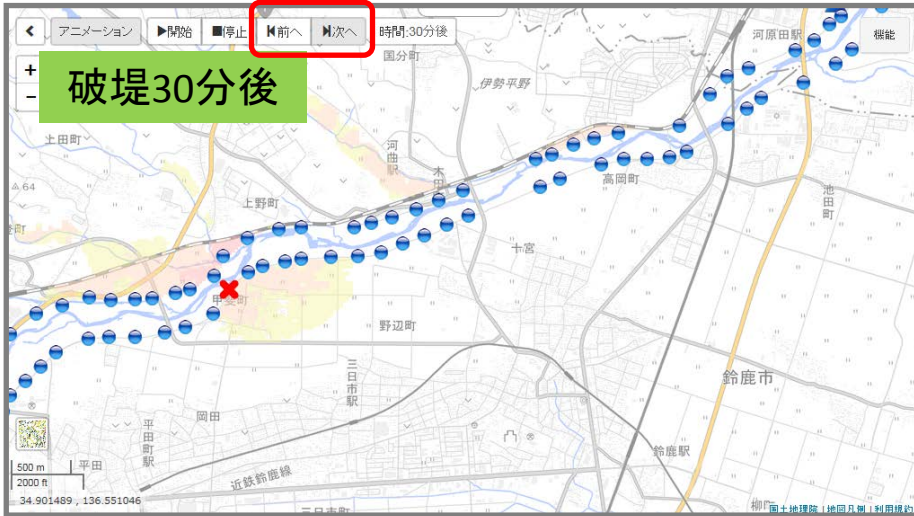 アニメーション ▶開始 ■停止 前へ 次へ 時間:30分後
機能
河原田駅
国分町
+
破堤30分後
-
伊勢平野
上田町
河曲駅
木田
64
高岡町
池田町
上野町
十宮
甲斐町
野辺町
三日市駅
鈴鹿市
岡田
平田町駅
鈴鹿駅
500 m
平田
2000 ft
近鉄鈴鹿線
34.901489 , 136.551046
国土地理院 | 地図凡例 | 利用規約